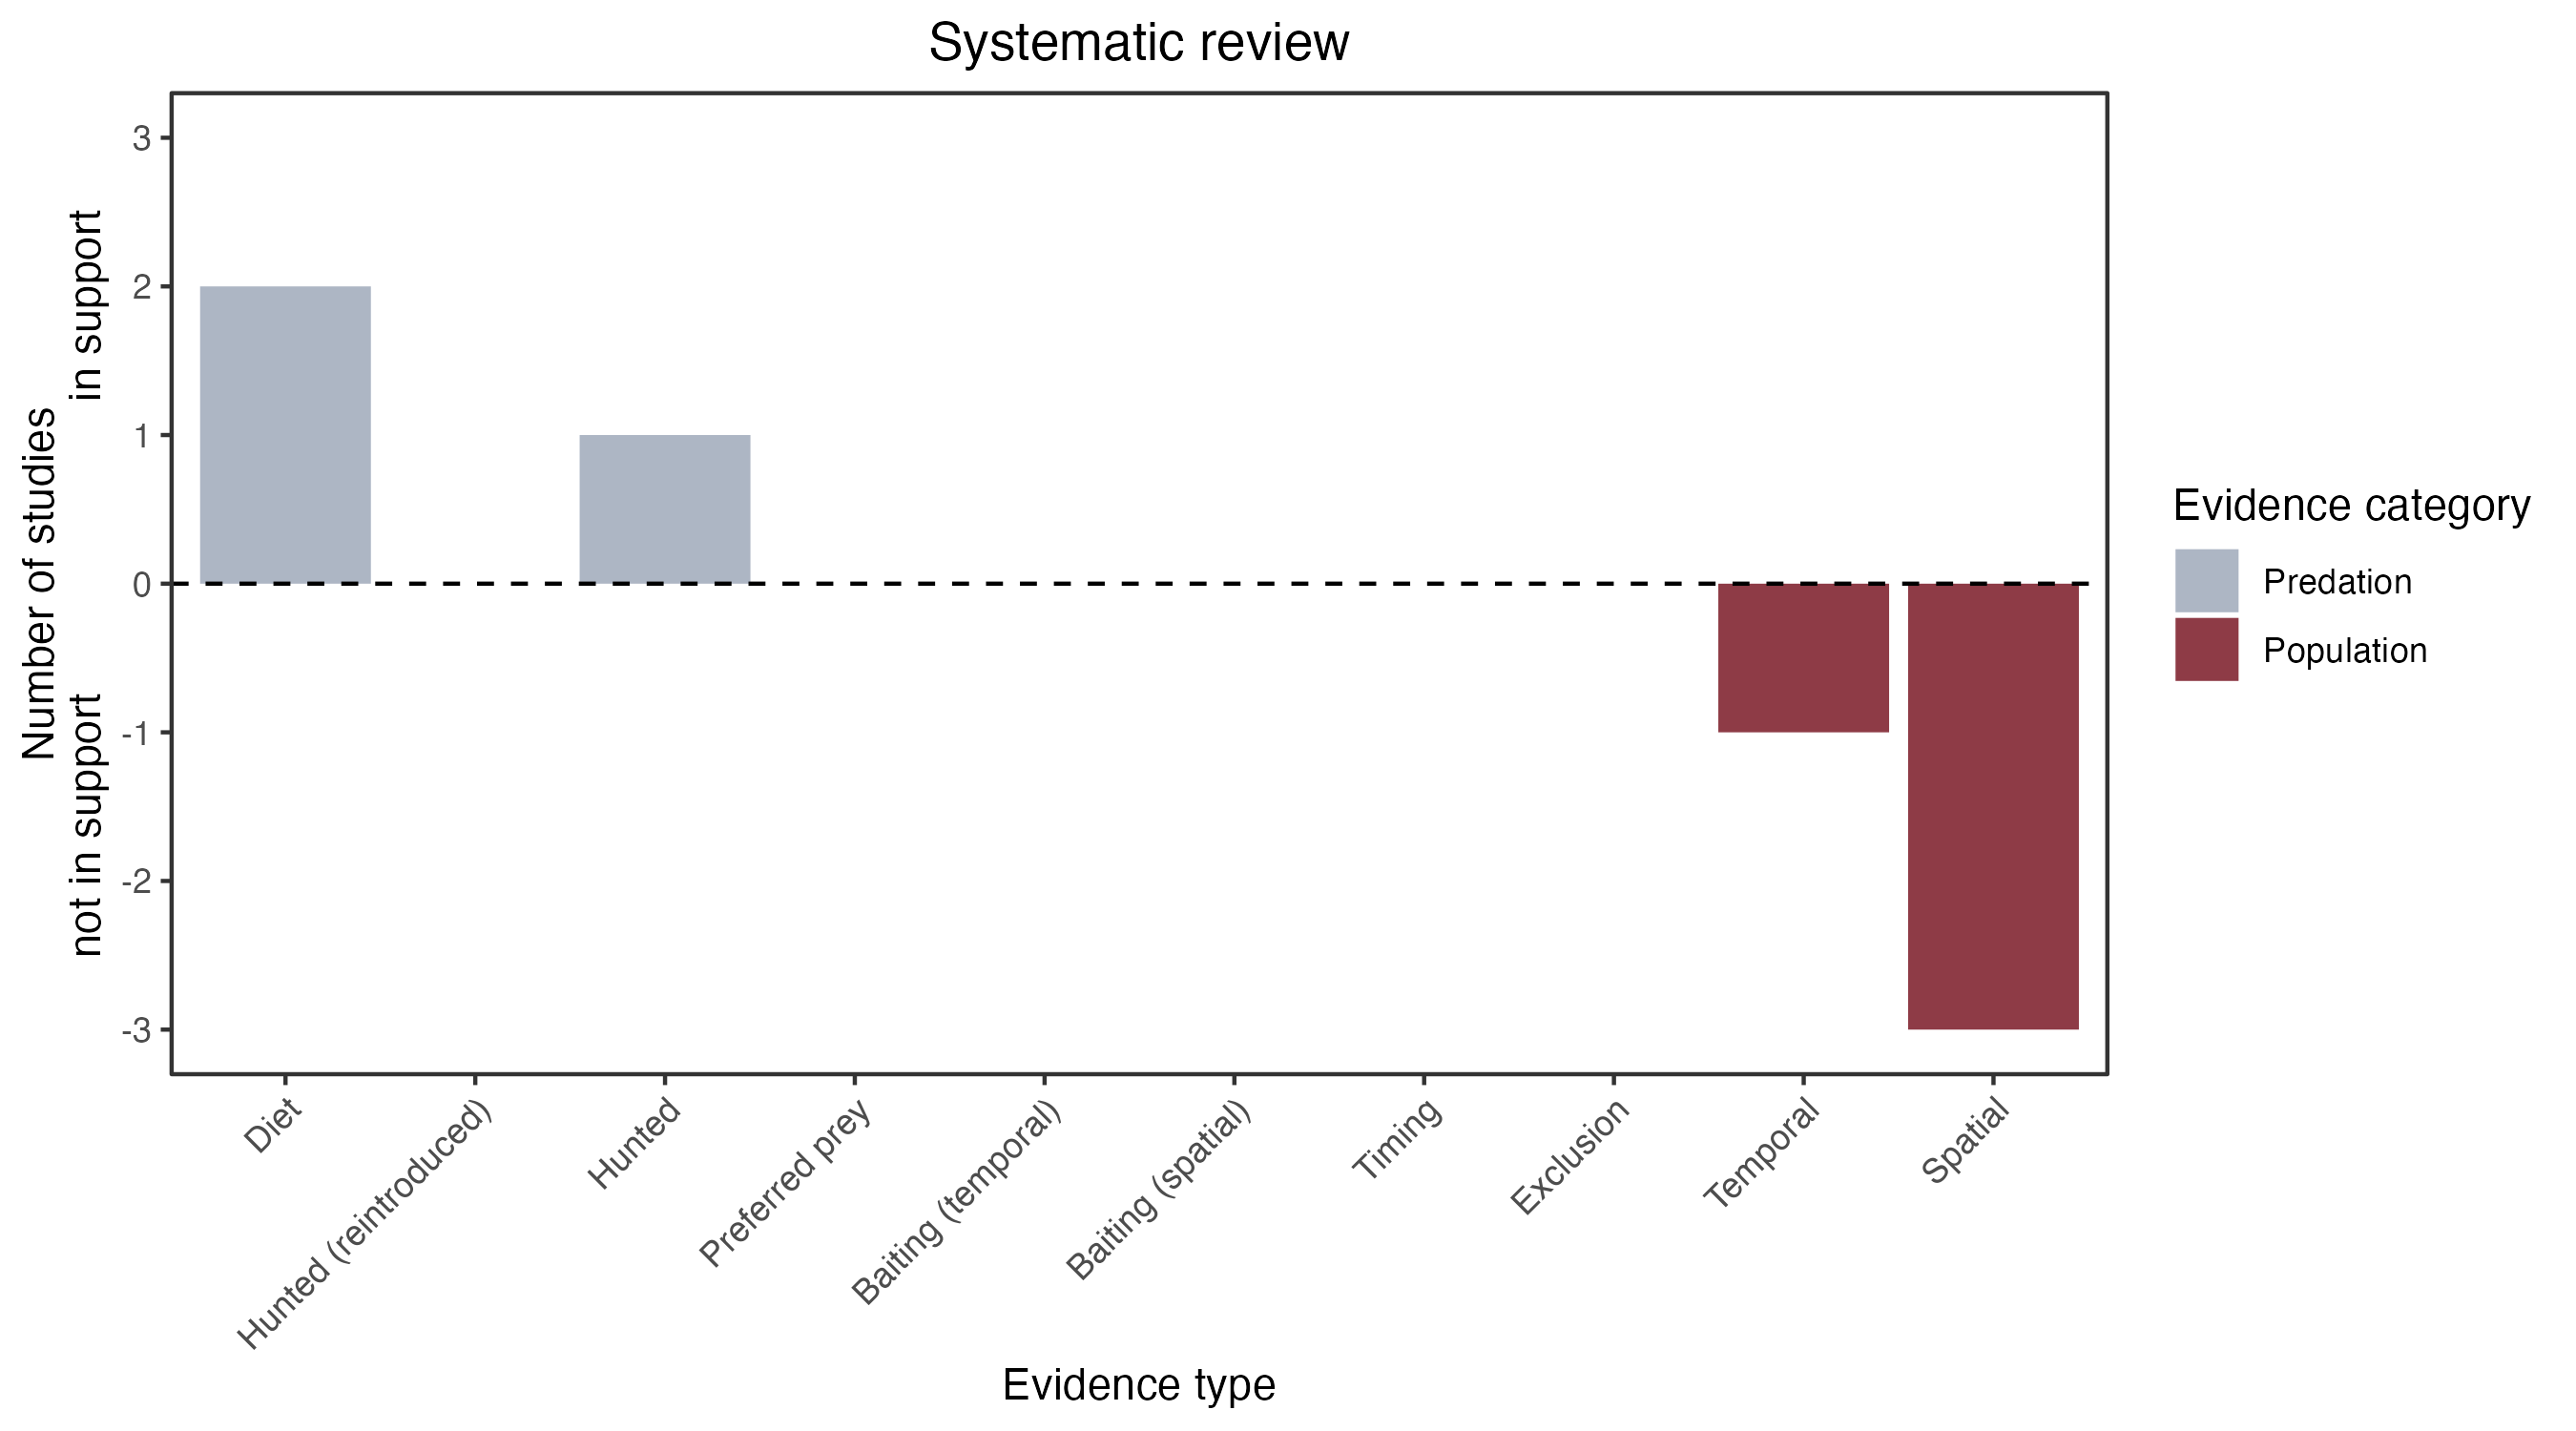 Systematic review
Number of studies
not in support in support
3
2
1
0
-1
-2
-3
Diet
Hunted (reintroduced)
Hunted
Preferred prey
Baiting (temporal)
Baiting (spatial)
Timing
Exclusion
Temporal
Spatial
Evidence type
Evidence category
Predation
Population